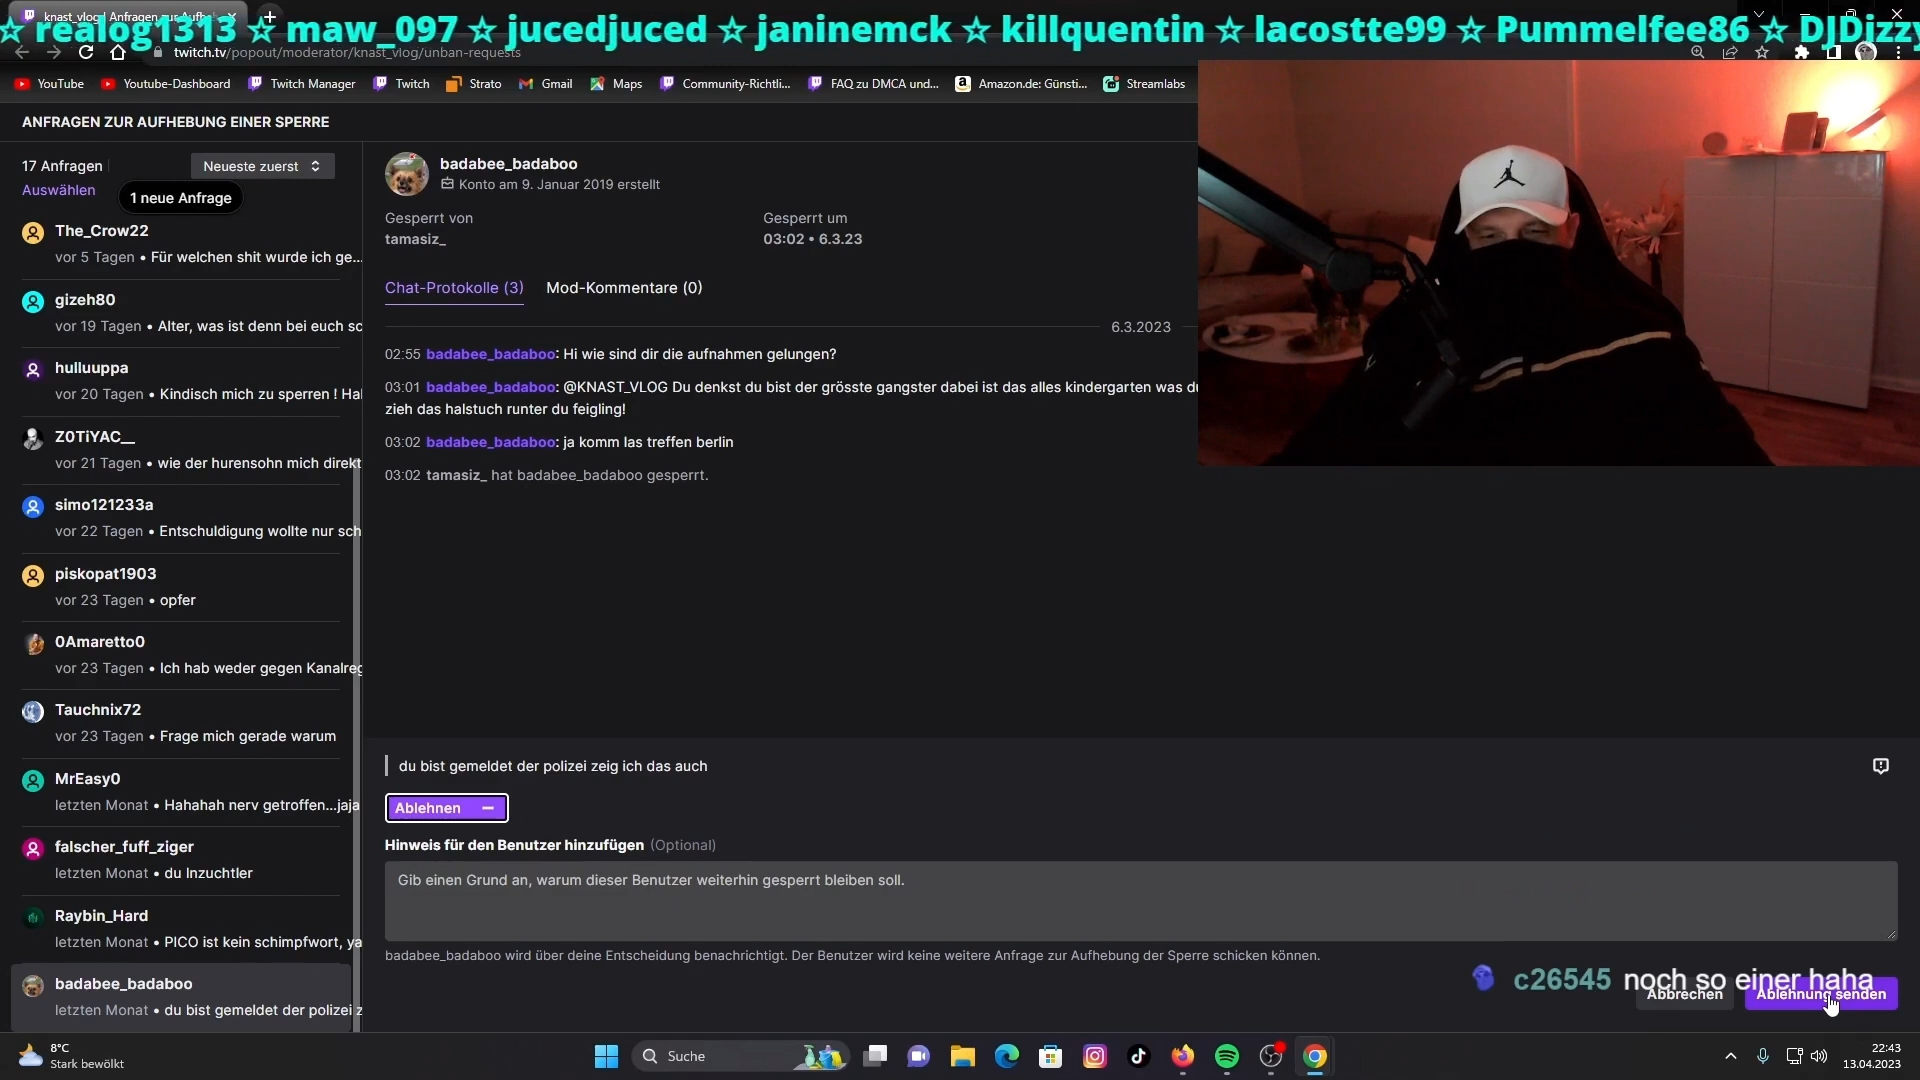 ☆ realog1313 ☆ maw_097 ☆ jucedjuced ☆ janinemck ☆ killquentin ☆ lacostte99 ☆ Pummelfee86 ☆ DJDizzy
knast_vlog | Anfragen zur Aufhe
twitch.tv/popout/moderator/knast_vlog/unban-requests
YouTube Youtube-Dashboard Twitch Manager Twitch Strato Gmail Maps Community-Richtli... FAQ zu DMCA und... Amazon.de: Günsti... Streamlabs
ANFRAGEN ZUR AUFHEBUNG EINER SPERRE
17 Anfragen
Neueste zuerst
Auswählen
1 neue Anfrage
The_Crow22
vor 5 Tagen • Für welchen shit wurde ich ge...
gizeh80
vor 19 Tagen • Alter, was ist denn bei euch sc
hulluuppa
vor 20 Tagen • Kindisch mich zu sperren ! Hal
Z0TiYAC__
vor 21 Tagen • wie der hurensohn mich direkt
simo121233a
vor 22 Tagen • Entschuldigung wollte nur sch
piskopat1903
vor 23 Tagen • opfer
0Amaretto0
vor 23 Tagen • Ich hab weder gegen Kanalreg
Tauchnix72
vor 23 Tagen • Frage mich gerade warum
MrEasy0
letzten Monat • Hahahah nerv getroffen...jaja
falscher_fuff_ziger
letzten Monat • du Inzuchtler
Raybin_Hard
letzten Monat • PICO ist kein schimpfwort, ya
badabee_badaboo
letzten Monat • du bist gemeldet der polizei z
badabee_badaboo
Konto am 9. Januar 2019 erstellt
Gesperrt von
tamasiz_
Gesperrt um
03:02 • 6.3.23
Chat-Protokolle (3)
Mod-Kommentare (0)
6.3.2023
02:55 badabee_badaboo: Hi wie sind dir die aufnahmen gelungen?
03:01 badabee_badaboo: @KNAST_VLOG Du denkst du bist der grösste gangster dabei ist das alles kindergarten was du
zieh das halstuch runter du feigling!
03:02 badabee_badaboo: ja komm las treffen berlin
03:02 tamasiz_ hat badabee_badaboo gesperrt.
du bist gemeldet der polizei zeig ich das auch
Ablehnen
Hinweis für den Benutzer hinzufügen (Optional)
Gib einen Grund an, warum dieser Benutzer weiterhin gesperrt bleiben soll.
badabee_badaboo wird über deine Entscheidung benachrichtigt. Der Benutzer wird keine weitere Anfrage zur Aufhebung der Sperre schicken können.
c26545 noch so einer haha
Abbrechen
Ablehnung senden
8°C
Stark bewölkt
Suche
22:43
13.04.2023